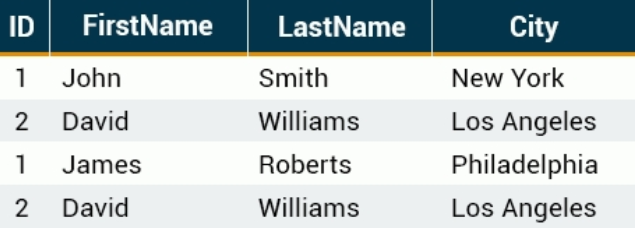 ID FirstName LastName City
1 John Smith New York
2 David Williams Los Angeles
1 James Roberts Philadelphia
2 David Williams Los Angeles